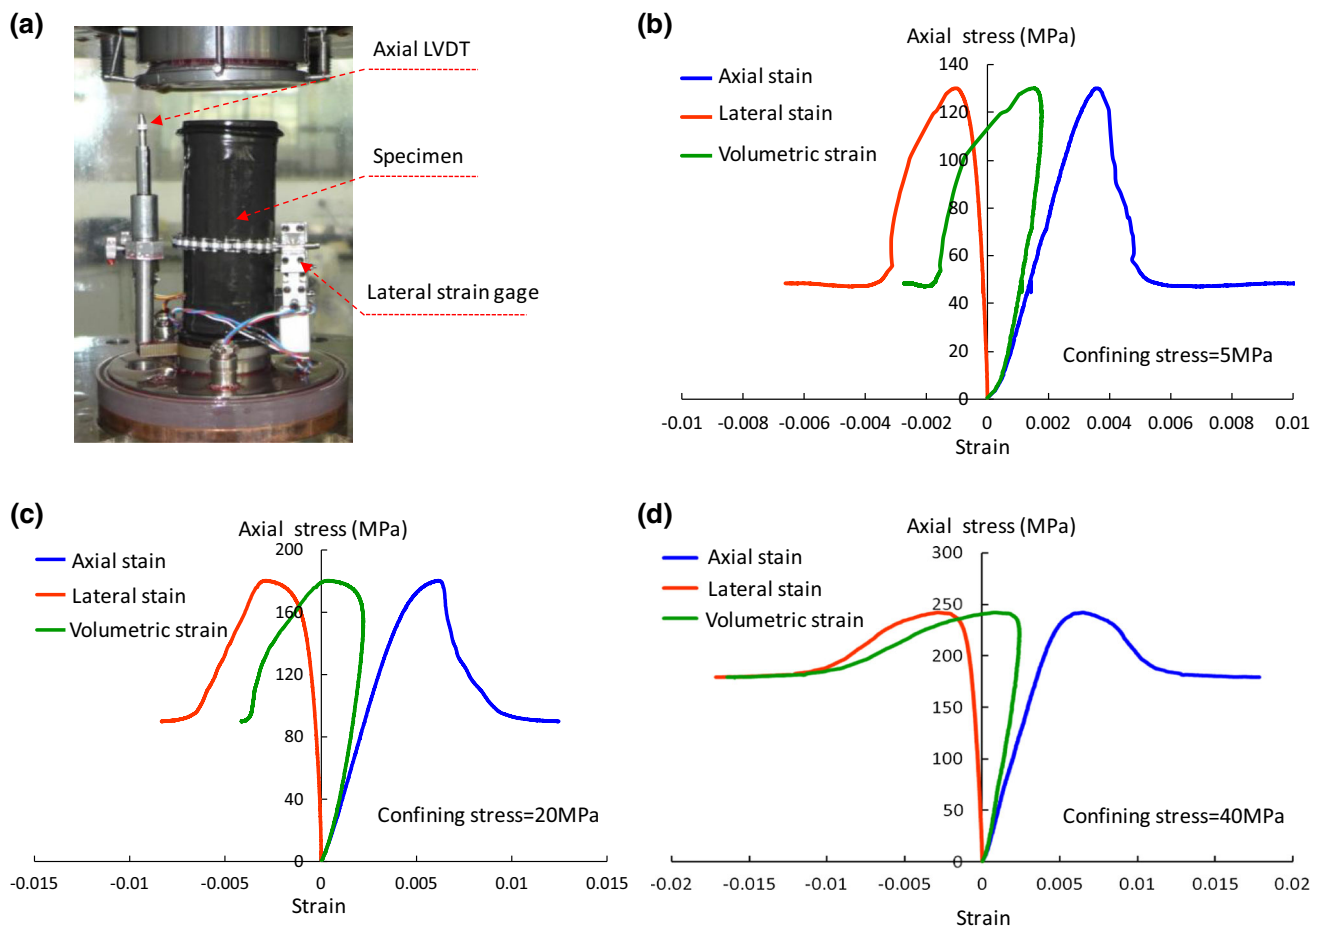 (a)
Axial LVDT
Specimen
Lateral strain gage
(b)
Axial stress (MPa)
Axial stain
Lateral stain
Volumetric strain
140
120
100
80
60
40
20
0
Confining stress=5MPa
-0.01 -0.008 -0.006 -0.004 -0.002 0 0.002 0.004 0.006 0.008 0.01
Strain
(c)
Axial stress (MPa)
Axial stain
Lateral stain
Volumetric strain
200
160
120
80
40
0
Confining stress=20MPa
-0.015 -0.01 -0.005 0 0.005 0.01 0.015
Strain
(d)
Axial stress (MPa)
Axial stain
Lateral stain
Volumetric strain
300
250
200
150
100
50
0
Confining stress=40MPa
-0.02 -0.015 -0.01 -0.005 0 0.005 0.01 0.015 0.02
Strain